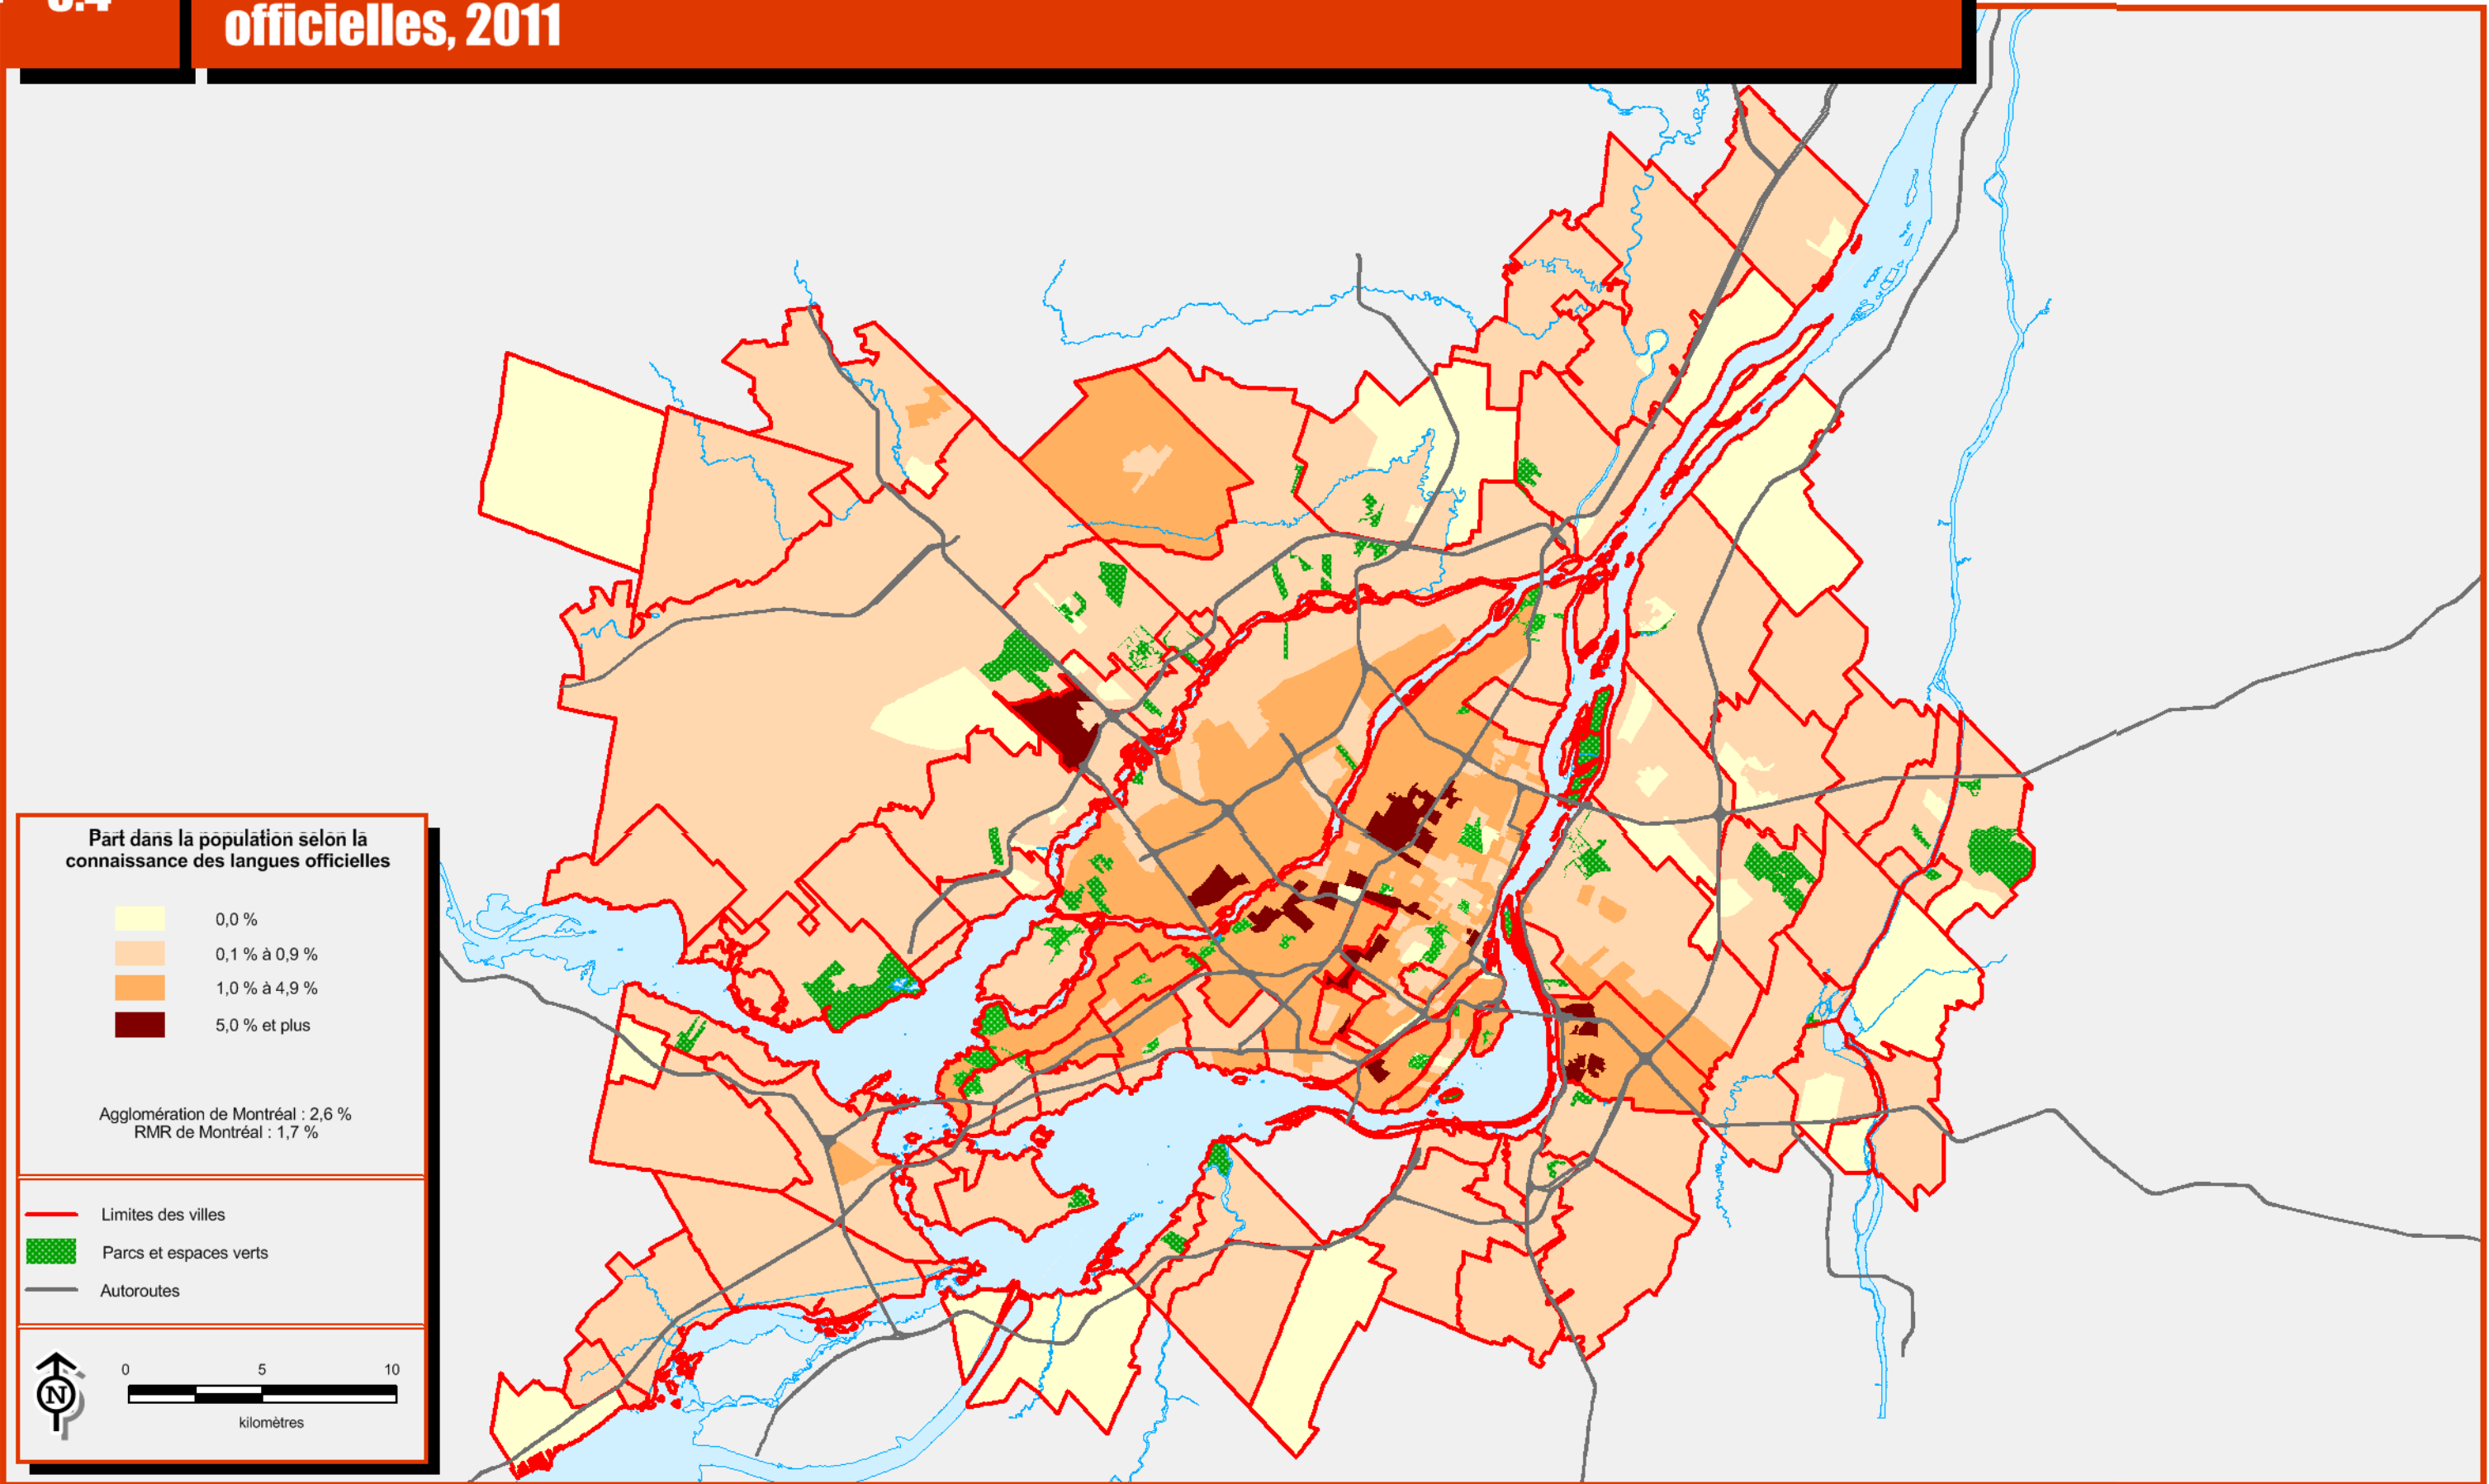 officielles, 2011
Part dans la population selon la
connaissance des langues officielles
0,0 %
0,1 % à 0,9 %
1,0 % à 4,9 %
5,0 % et plus
Agglomération de Montréal : 2,6 %
RMR de Montréal : 1,7 %
Limites des villes
Parcs et espaces verts
Autoroutes
N
0 5 10
kilomètres